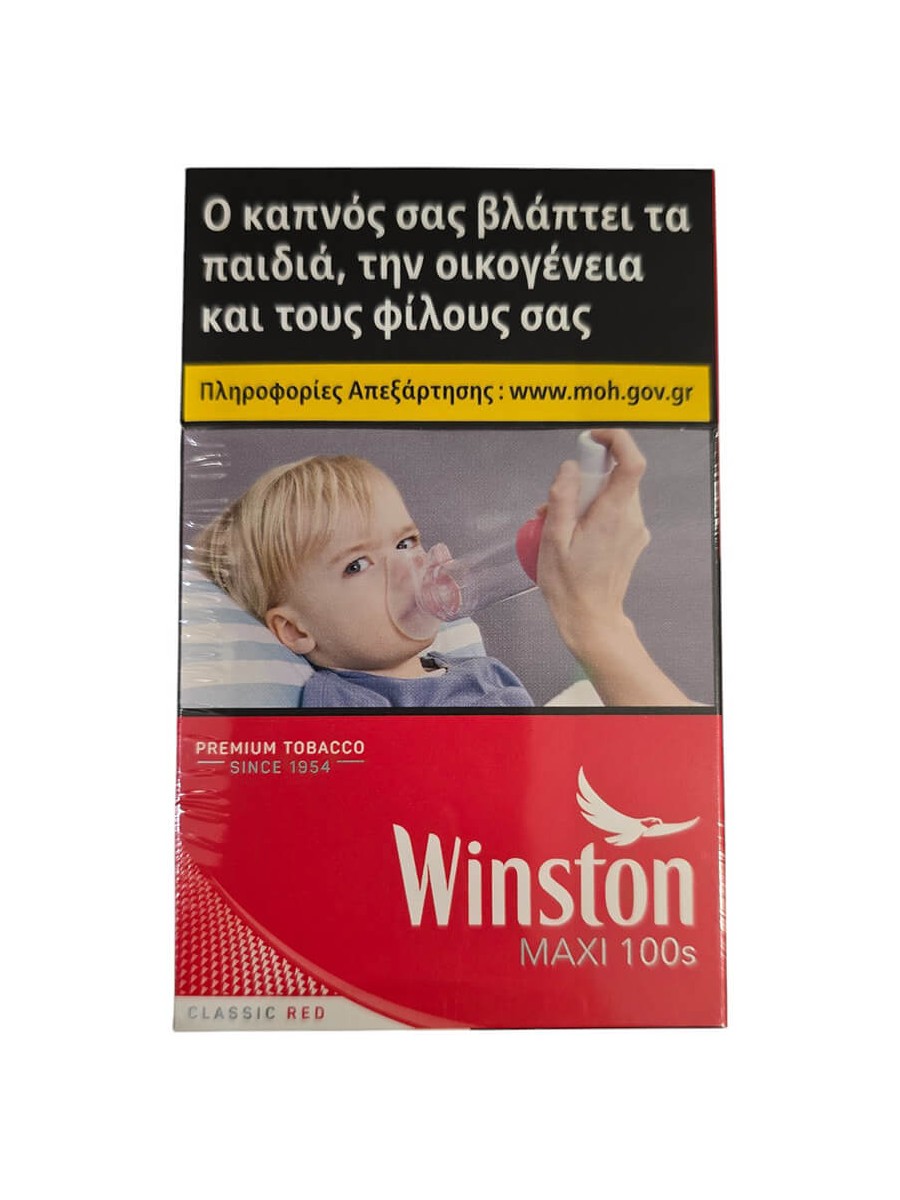 Ο καπνός σας βλάπτει τα
παιδιά, την οικογένεια
και τους φίλους σας
Πληροφορίες Απεξάρτησης: www.moh.gov.gr
PREMIUM TOBACCO
SINCE 1954
Winston
MAXI 100s
CLASSIC RED